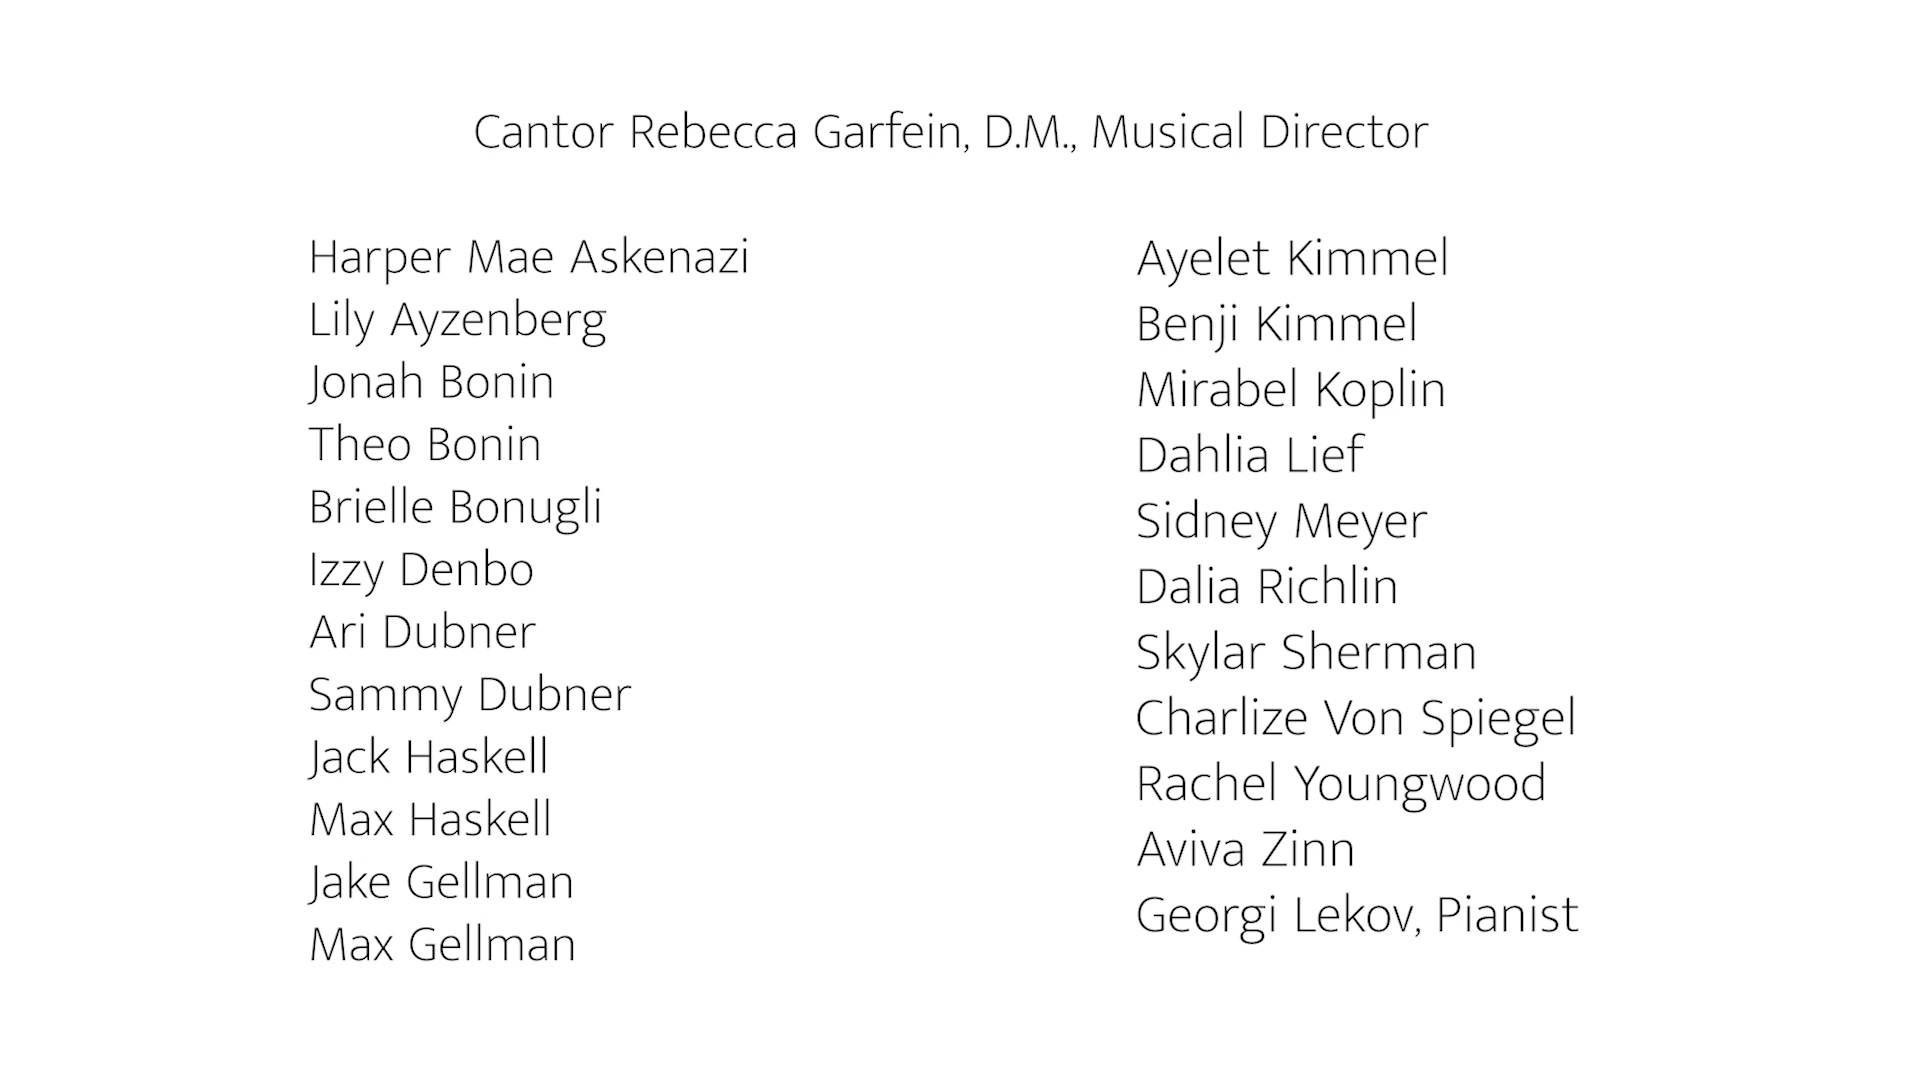 Cantor Rebecca Garfein, D.M., Musical Director
Harper Mae Askenazi
Lily Ayzenberg
Jonah Bonin
Theo Bonin
Brielle Bonugli
Izzy Denbo
Ari Dubner
Sammy Dubner
Jack Haskell
Max Haskell
Jake Gellman
Max Gellman
Ayelet Kimmel
Benji Kimmel
Mirabel Koplin
Dahlia Lief
Sidney Meyer
Dalia Richlin
Skylar Sherman
Charlize Von Spiegel
Rachel Youngwood
Aviva Zinn
Georgi Lekov, Pianist